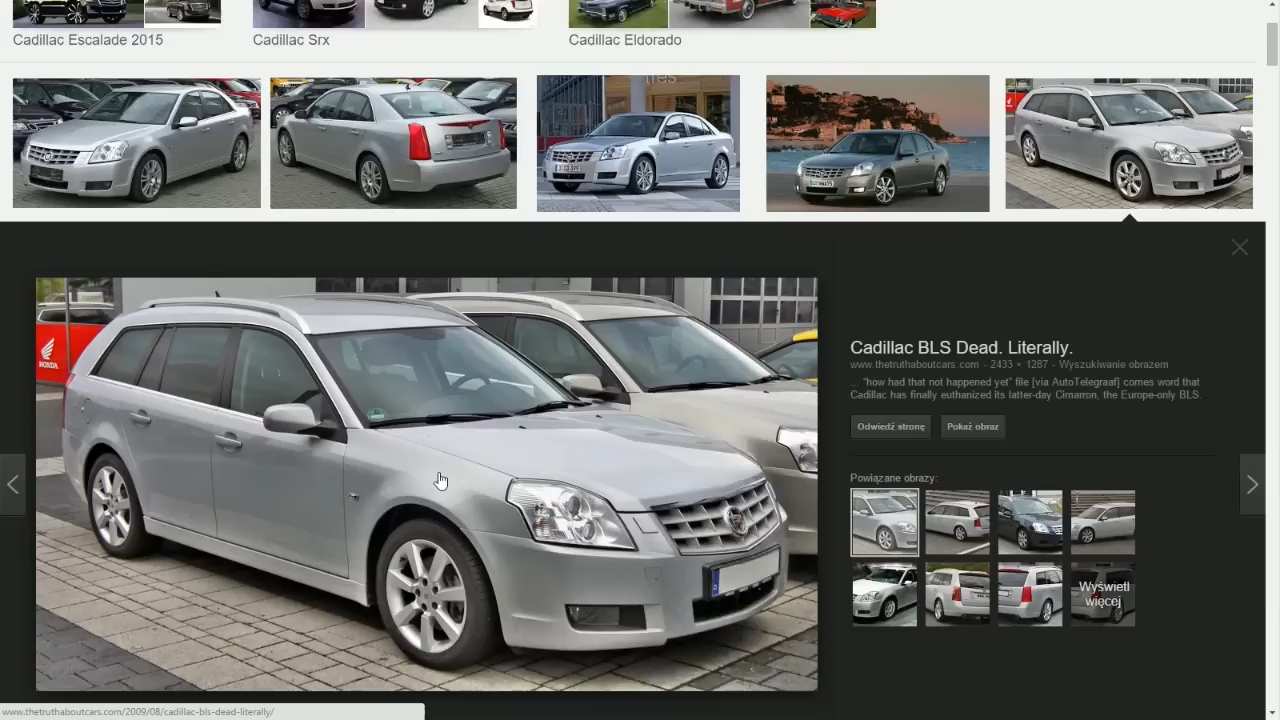 Cadillac Escalade 2015
Cadillac Srx
Cadillac Eldorado
HONDA
Cadillac BLS Dead. Literally.
www.thetruthaboutcars.com - 2433 × 1287 - Wyszukiwanie obrazem
... "how had that not happened yet" file [via AutoTelegraaf] comes word that
Cadillac has finally euthanized its latter-day Cimarron, the Europe-only BLS.
Odwiedź stronę
Pokaż obraz
Powiązane obrazy:
Wyświetl
więcej
www.thetruthaboutcars.com/2009/08/cadillac-bls-dead-literally/